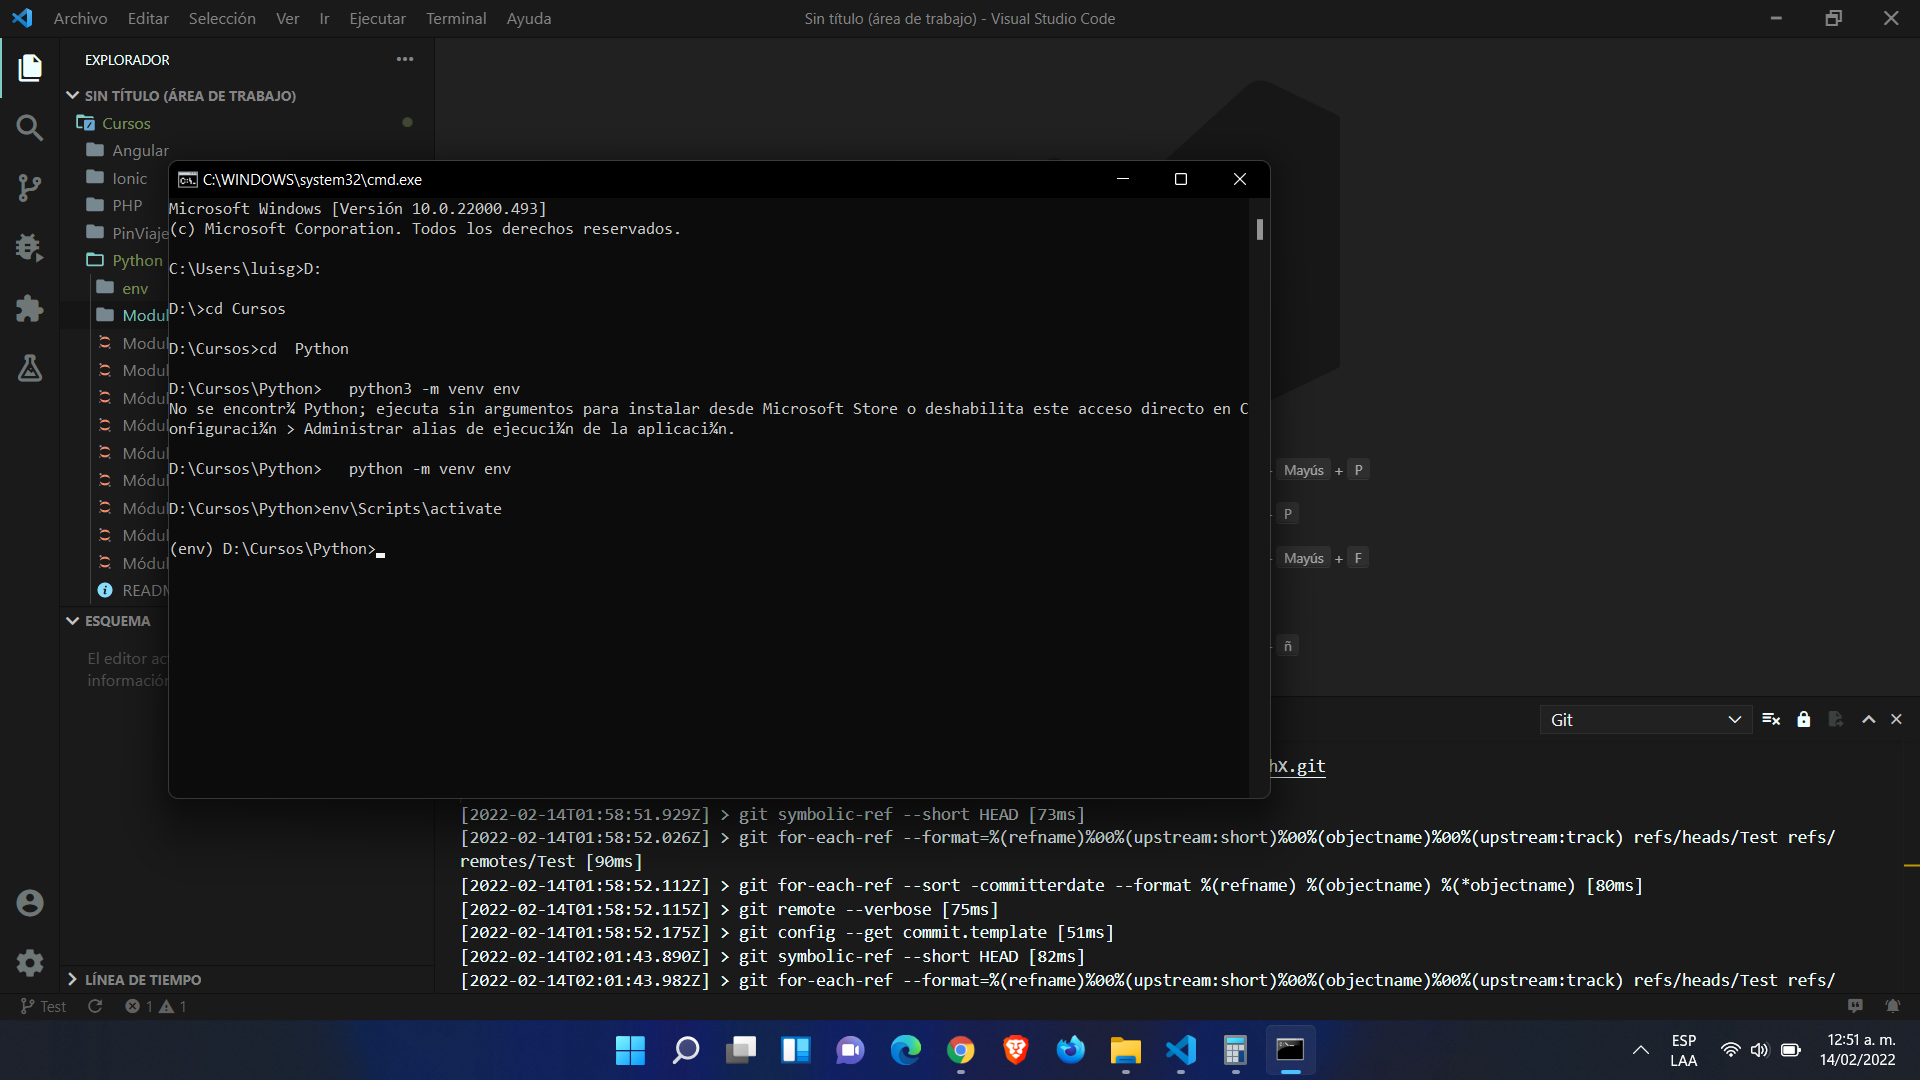 Archivo Editar Selección Ver Ir Ejecutar Terminal Ayuda
Sin título (área de trabajo) - Visual Studio Code
EXPLORADOR
SIN TÍTULO (ÁREA DE TRABAJO)
Cursos
Angular
Ionic
PHP
PinViaje
Python
env
Modul
Modul
Modul
Módul
Módul
Módul
Módul
Módul
Módul
Módul
READM
ESQUEMA
El editor ac
información
LÍNEA DE TIEMPO
C:\WINDOWS\system32\cmd.exe
Microsoft Windows [Versión 10.0.22000.493]
(c) Microsoft Corporation. Todos los derechos reservados.
C:\Users\luisg>D:
D:\>cd Cursos
D:\Cursos>cd  Python
D:\Cursos\Python>   python3 -m venv env
No se encontr¾ Python; ejecuta sin argumentos para instalar desde Microsoft Store o deshabilita este acceso directo en C
onfiguraci¾n > Administrar alias de ejecuci¾n de la aplicaci¾n.
D:\Cursos\Python>   python -m venv env
D:\Cursos\Python>env\Scripts\activate
(env) D:\Cursos\Python>
Mayús + P
P
Mayús + F
ñ
Git
hX.git
[2022-02-14T01:58:51.929Z] > git symbolic-ref --short HEAD [73ms]
[2022-02-14T01:58:52.026Z] > git for-each-ref --format=%(refname)%00%(upstream:short)%00%(objectname)%00%(upstream:track) refs/heads/Test refs/
remotes/Test [90ms]
[2022-02-14T01:58:52.112Z] > git for-each-ref --sort -committerdate --format %(refname) %(objectname) %(*objectname) [80ms]
[2022-02-14T01:58:52.115Z] > git remote --verbose [75ms]
[2022-02-14T01:58:52.175Z] > git config --get commit.template [51ms]
[2022-02-14T02:01:43.890Z] > git symbolic-ref --short HEAD [82ms]
[2022-02-14T02:01:43.982Z] > git for-each-ref --format=%(refname)%00%(upstream:short)%00%(objectname)%00%(upstream:track) refs/heads/Test refs/
Test 1 1
ESP
LAA
12:51 a. m.
14/02/2022